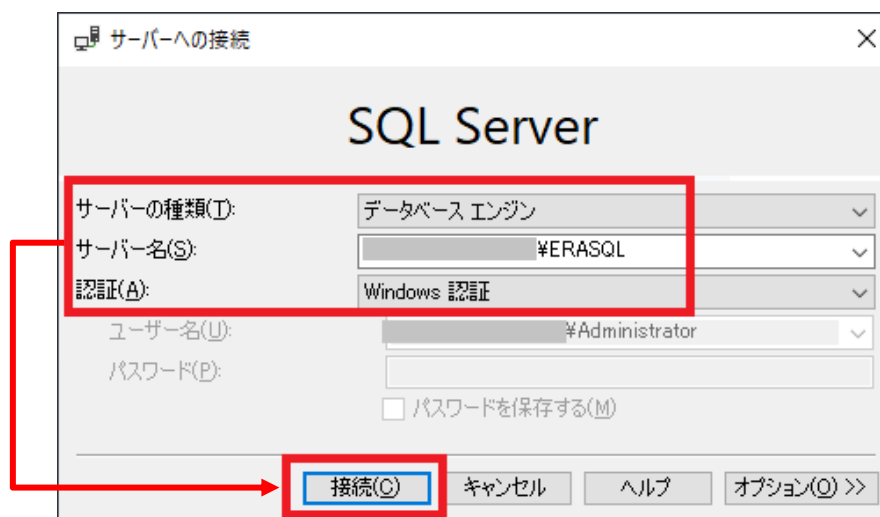 サーバーへの接続
SQL Server
サーバーの種類(T):
データベース エンジン
サーバー名(S):
¥ERASQL
認証(A):
Windows 認証
ユーザー名(U):
¥Administrator
パスワード(P):
パスワードを保存する(M)
接続(C)
キャンセル
ヘルプ
オプション(O) >>